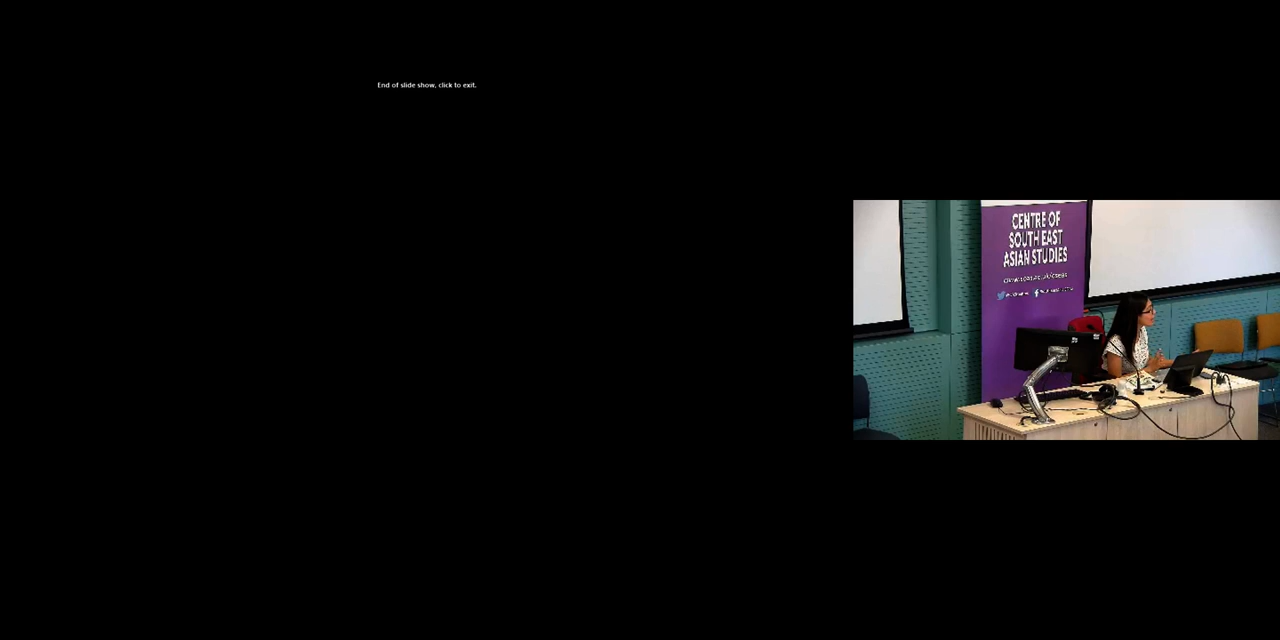 End of slide show, click to exit.
CENTRE OF
SOUTH EAST
ASIAN STUDIES